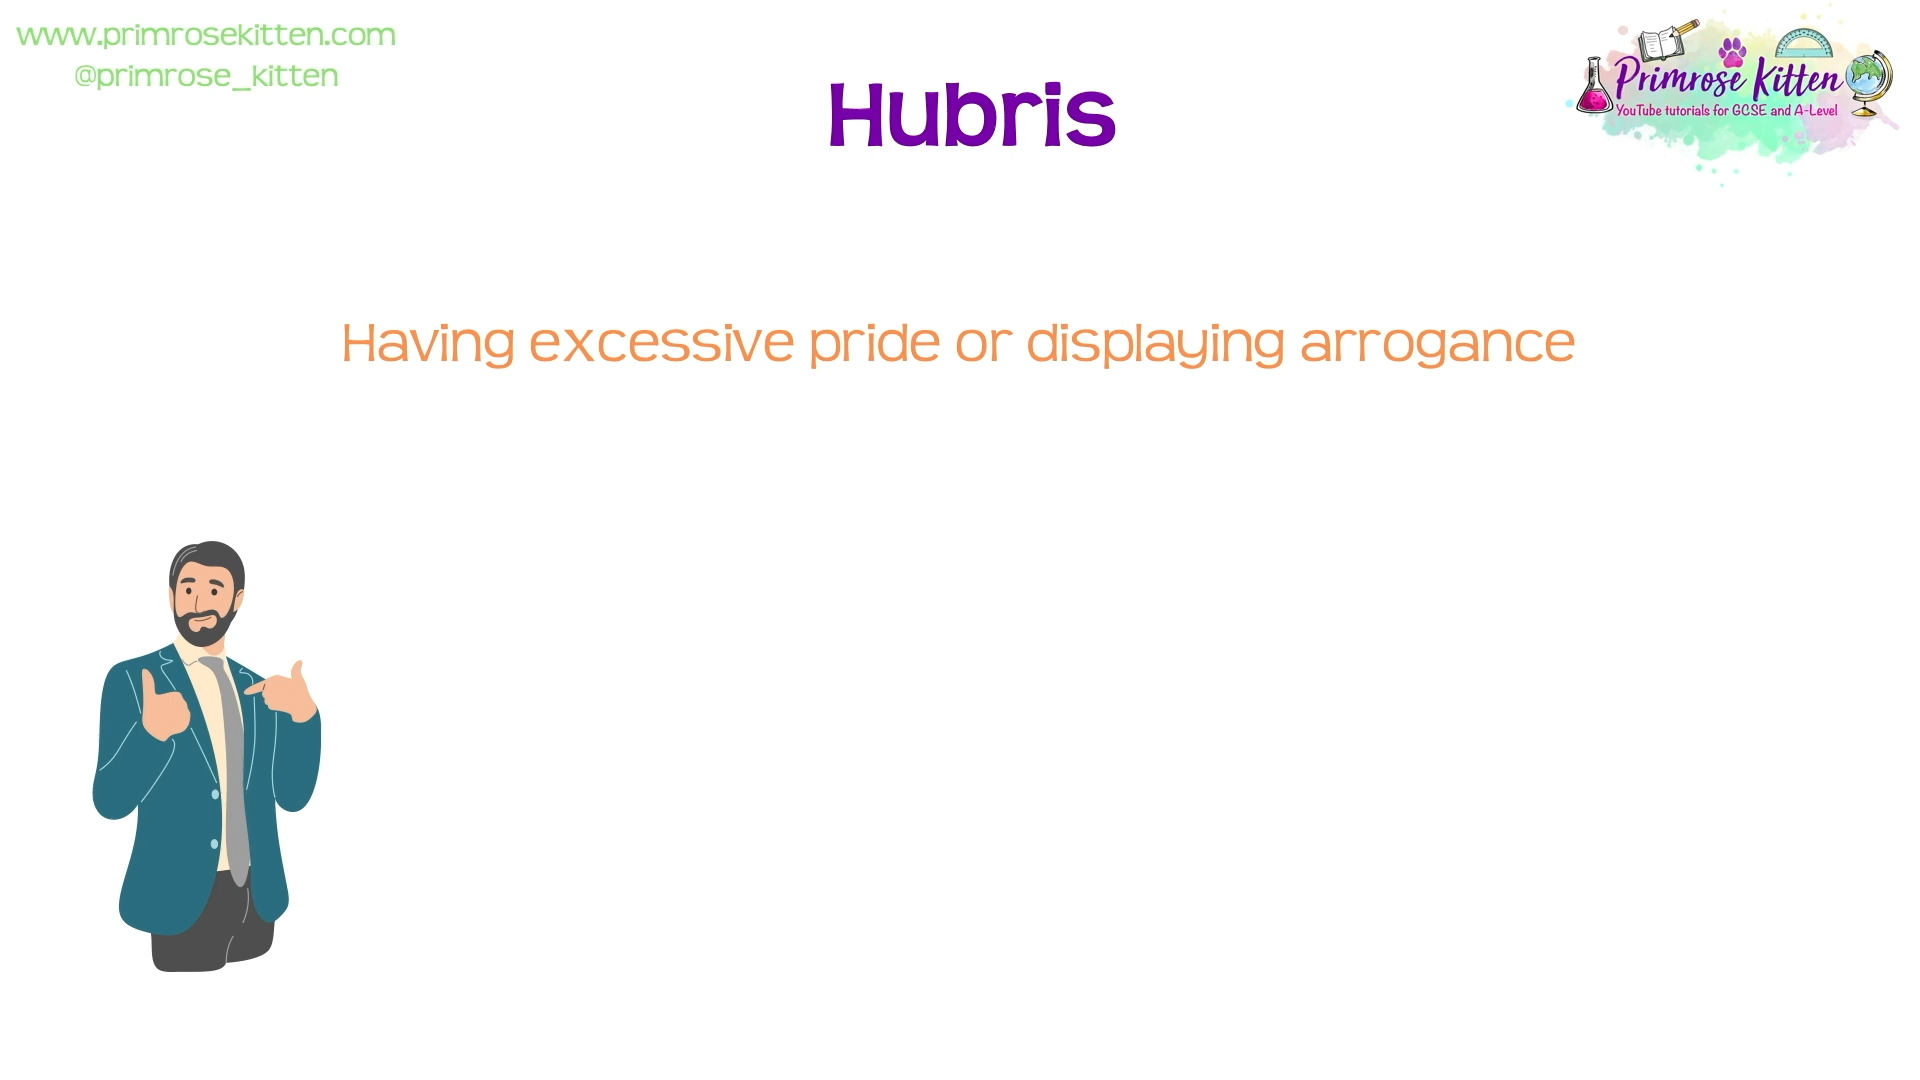 www.primrosekitten.com
@primrose_kitten
Hubris
Primrose Kitten
YouTube tutorials for GCSE and A-Level
Having excessive pride or displaying arrogance